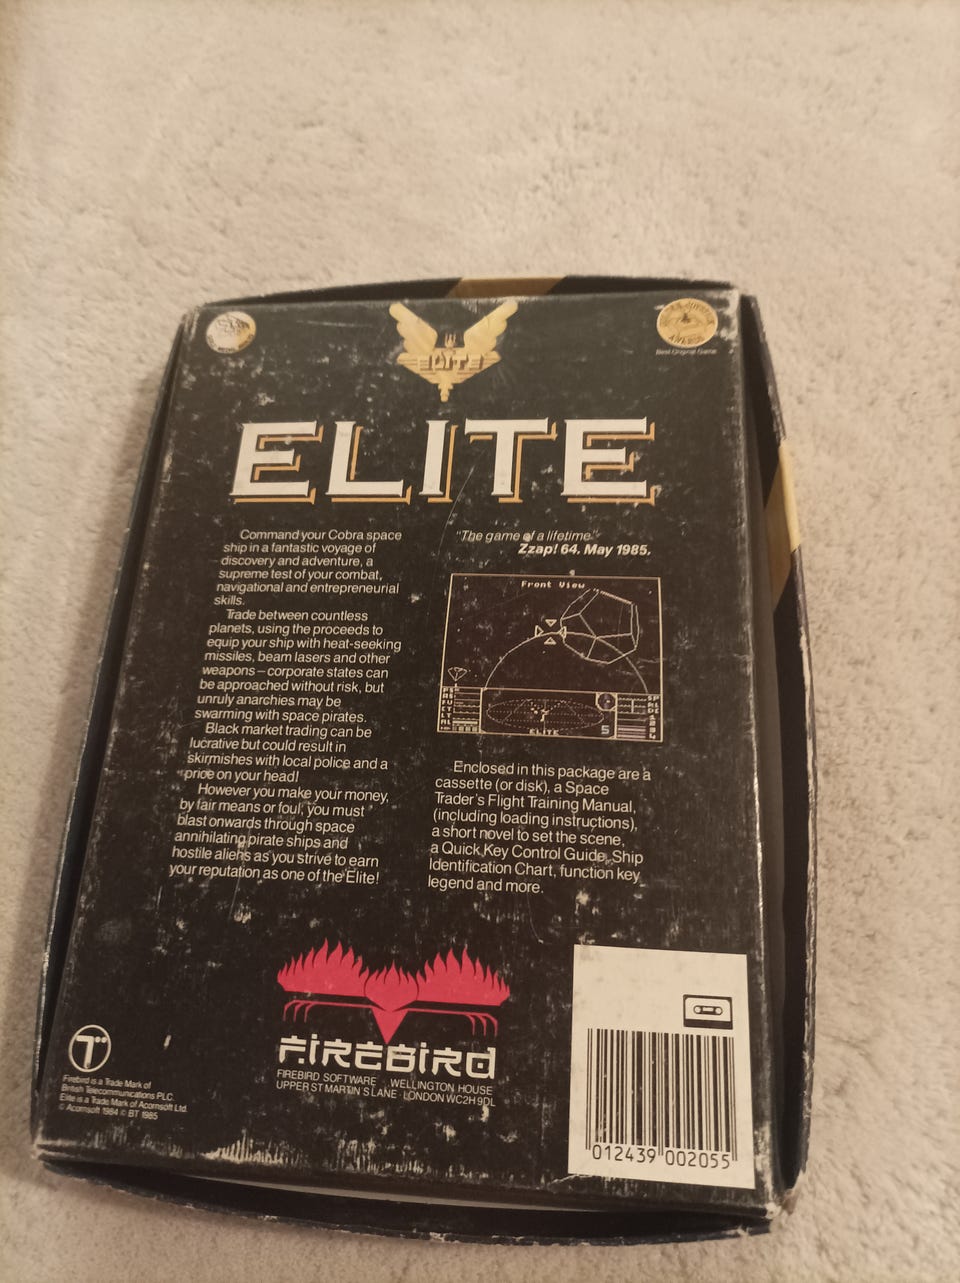 ELITE
Best Original Game
ELITE
Command your Cobra space
ship in a fantastic voyage of
discovery and adventure, a
supreme test of your combat,
navigational and entrepreneurial
skills.
Trade between countless
planets, using the proceeds to
equip your ship with heat-seeking
missiles, beam lasers and other
weapons – corporate states can
be approached without risk, but
unruly anarchies may be
swarming with space pirates.
Black market trading can be
lucrative but could result in
skirmishes with local police and a
price on your head!
However you make your money,
by fair means or foul, you must
blast onwards through space
annihilating pirate ships and
hostile aliens as you strive to earn
your reputation as one of the Elite!
"The game of a lifetime"
Zzap! 64. May 1985.
Front View
ELITE
S
Enclosed in this package are a
cassette (or disk), a Space
Trader's Flight Training Manual,
(including loading instructions),
a short novel to set the scene,
a Quick Key Control Guide, Ship
Identification Chart, function key
legend and more.
FIREBIRD
FIREBIRD SOFTWARE · WELLINGTON HOUSE
UPPER ST MARTIN'S LANE · LONDON WC2H 9DL
T
Firebird is a Trade Mark of
British Telecommunications PLC.
Elite is a Trade Mark of Acornsoft Ltd.
© Acornsoft 1984 © BT 1985
012439 002055